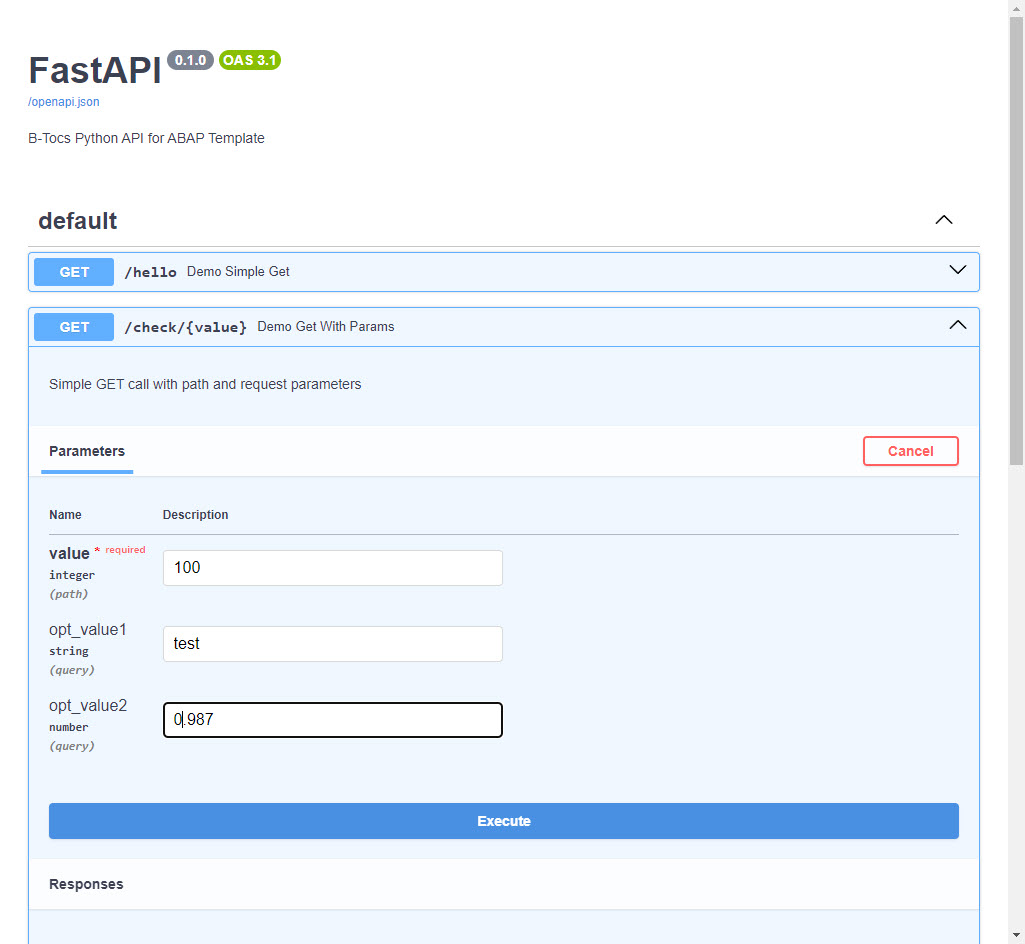 FastAPI 0.1.0 OAS 3.1
/openapi.json
B-Tocs Python API for ABAP Template
default
GET /hello Demo Simple Get
GET /check/{value} Demo Get With Params
Simple GET call with path and request parameters
Parameters Cancel
Name Description
value * required
integer
(path)
100
opt_value1
string
(query)
test
opt_value2
number
(query)
0.987
Execute
Responses